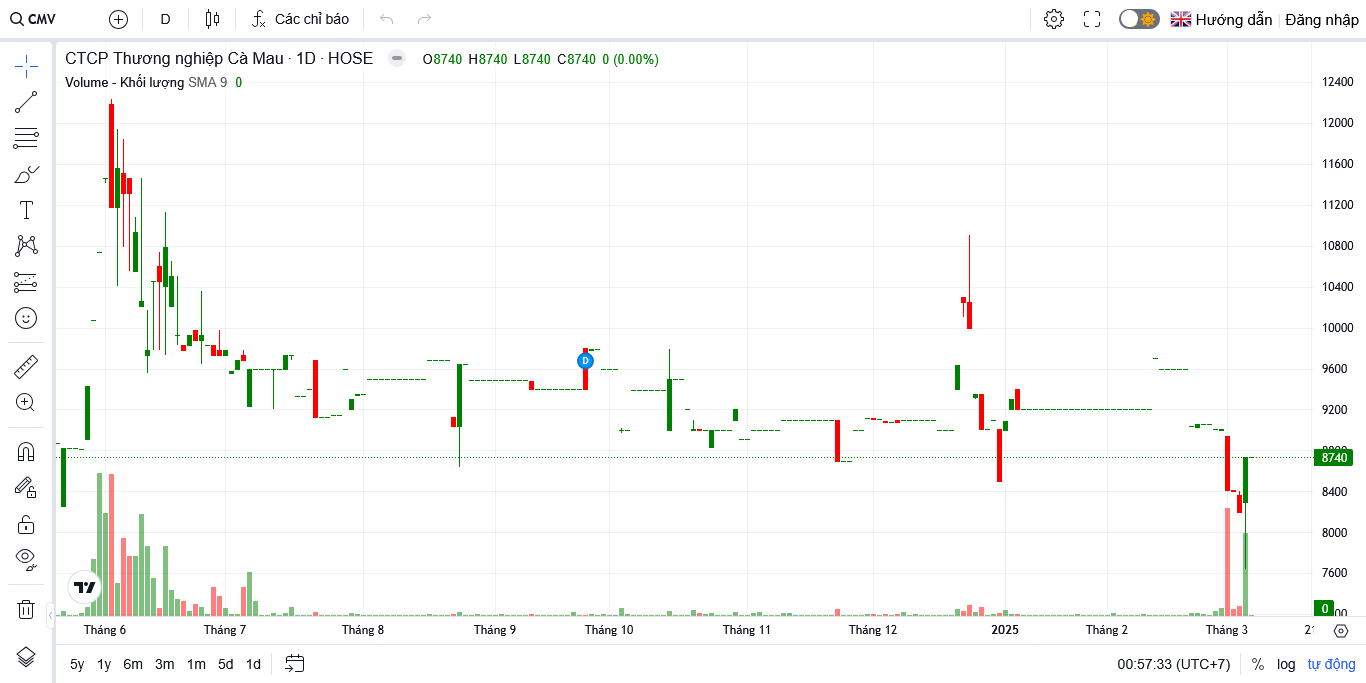 CMV D Các chỉ báo Hướng dẫn Đăng nhập
CTCP Thương nghiệp Cà Mau · 1D · HOSE O8740 H8740 L8740 C8740 0 (0.00%)
Volume - Khối lượng SMA 9 0
12400
12000
11600
11200
10800
10400
10000
9600
D
9200
8740
8400
8000
7600
0
Tháng 6 Tháng 7 Tháng 8 Tháng 9 Tháng 10 Tháng 11 Tháng 12 2025 Tháng 2 Tháng 3
5y 1y 6m 3m 1m 5d 1d 00:57:33 (UTC+7) % log tự động